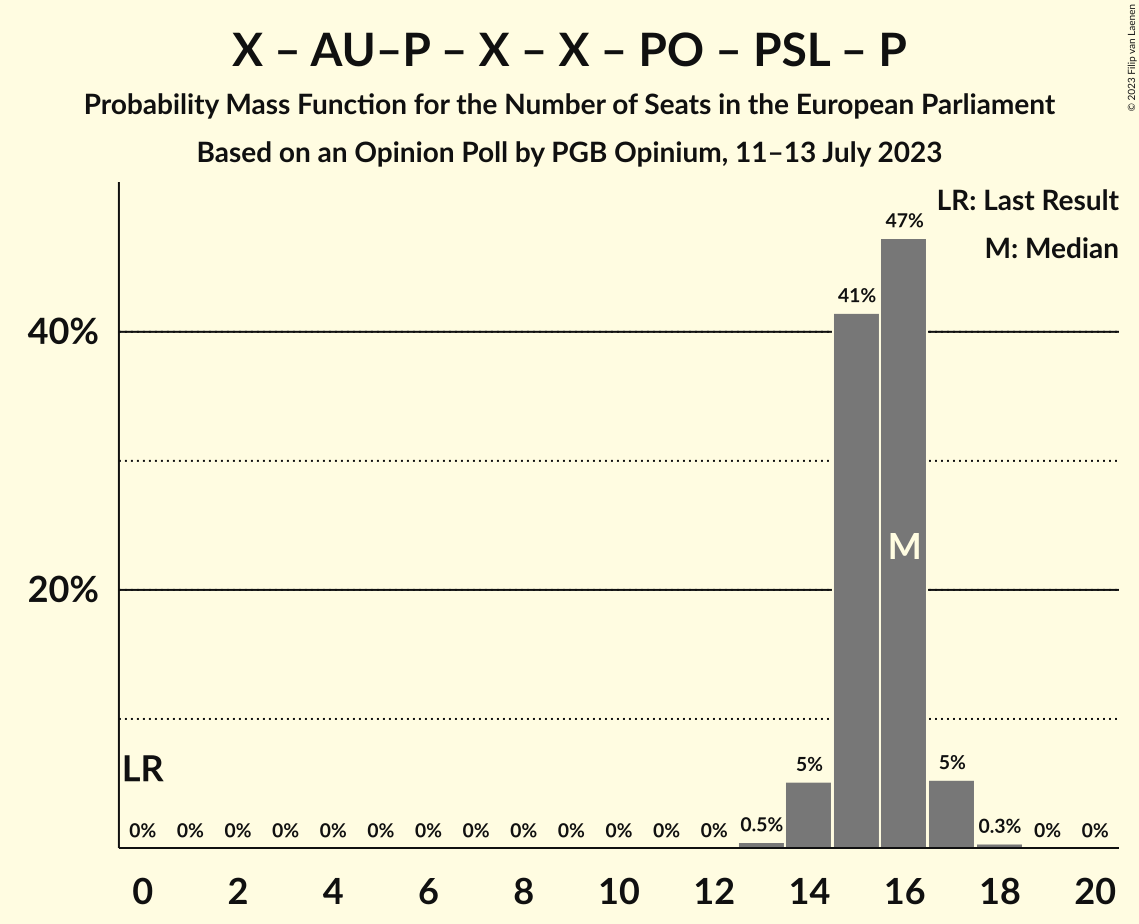 X – AU–P – X – X – PO – PSL – P
Probability Mass Function for the Number of Seats in the European Parliament
Based on an Opinion Poll by PGB Opinium, 11–13 July 2023
© 2023 Filip van Laenen
LR: Last Result
M: Median
47%
41%
40%
20%
M
LR
0% 0% 0% 0% 0% 0% 0% 0% 0% 0% 0% 0% 0% 0.5% 5% 5% 0.3% 0% 0%
0 2 4 6 8 10 12 14 16 18 20